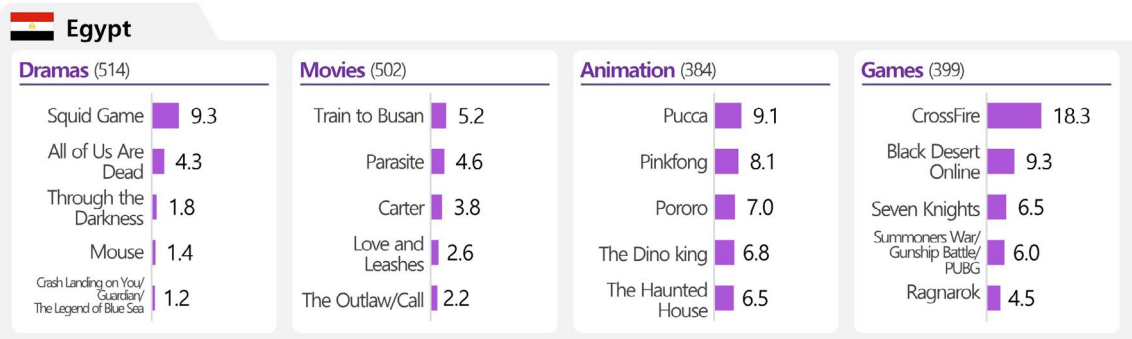 Egypt
Dramas (514)
Squid Game 9.3
All of Us Are
Dead 4.3
Through the
Darkness 1.8
Mouse 1.4
Crash Landing on You/
Guardian/
The Legend of Blue Sea 1.2
Movies (502)
Train to Busan 5.2
Parasite 4.6
Carter 3.8
Love and
Leashes 2.6
The Outlaw/Call 2.2
Animation (384)
Pucca 9.1
Pinkfong 8.1
Pororo 7.0
The Dino king 6.8
The Haunted
House 6.5
Games (399)
CrossFire 18.3
Black Desert
Online 9.3
Seven Knights 6.5
Summoners War/
Gunship Battle/
PUBG 6.0
Ragnarok 4.5